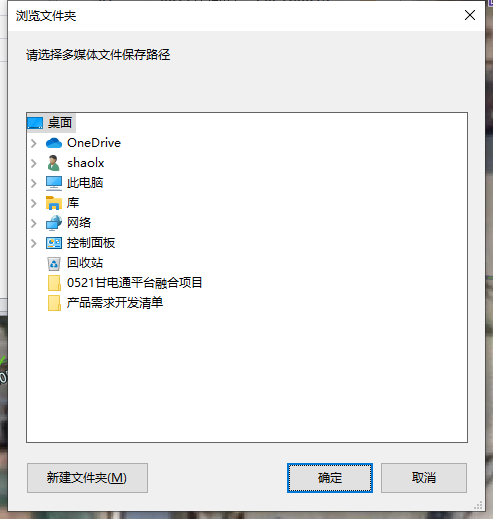 浏览文件夹
请选择多媒体文件保存路径
桌面
OneDrive
shaolx
此电脑
库
网络
控制面板
回收站
0521甘电通平台融合项目
产品需求开发清单
新建文件夹(M)
确定
取消